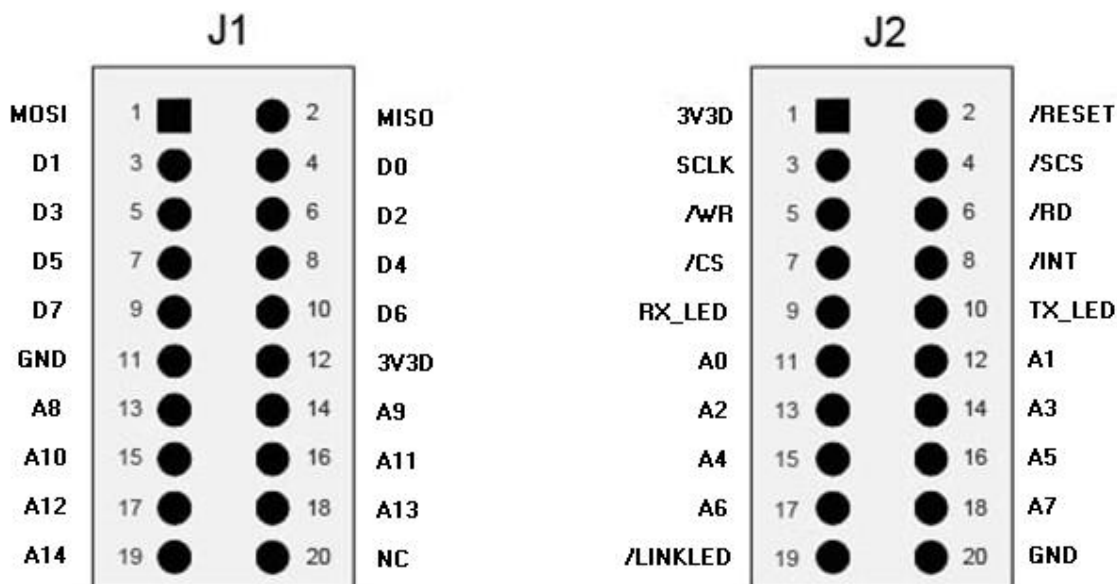 J1 J2
MOSI 1 2 MISO 3V3D 1 2 /RESET
D1 3 4 D0 SCLK 3 4 /SCS
D3 5 6 D2 /WR 5 6 /RD
D5 7 8 D4 /CS 7 8 /INT
D7 9 10 D6 RX_LED 9 10 TX_LED
GND 11 12 3V3D A0 11 12 A1
A8 13 14 A9 A2 13 14 A3
A10 15 16 A11 A4 15 16 A5
A12 17 18 A13 A6 17 18 A7
A14 19 20 NC /LINKLED 19 20 GND